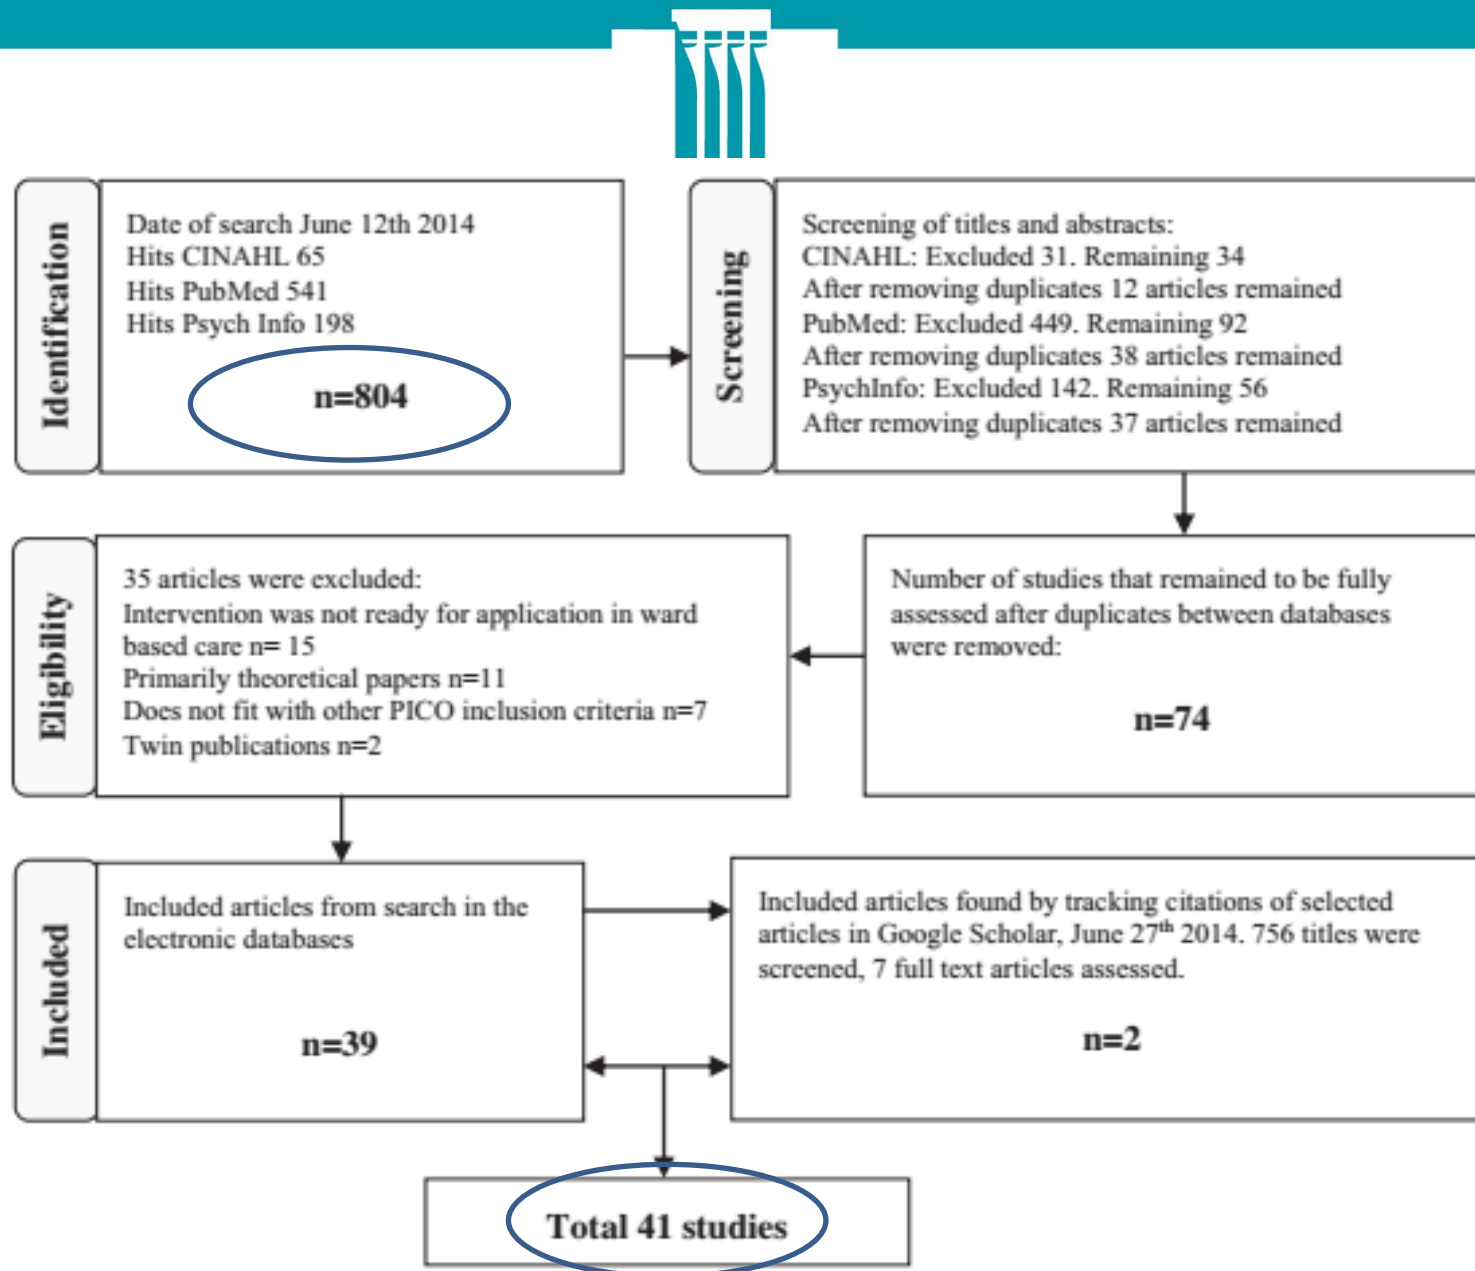 Identification
Date of search June 12th 2014
Hits CINAHL 65
Hits PubMed 541
Hits Psych Info 198
n=804
Screening
Screening of titles and abstracts:
CINAHL: Excluded 31. Remaining 34
After removing duplicates 12 articles remained
PubMed: Excluded 449. Remaining 92
After removing duplicates 38 articles remained
PsychInfo: Excluded 142. Remaining 56
After removing duplicates 37 articles remained
Number of studies that remained to be fully
assessed after duplicates between databases
were removed:
n=74
Eligibility
35 articles were excluded:
Intervention was not ready for application in ward
based care n= 15
Primarily theoretical papers n=11
Does not fit with other PICO inclusion criteria n=7
Twin publications n=2
Included
Included articles from search in the
electronic databases
n=39
Included articles found by tracking citations of selected
articles in Google Scholar, June 27th 2014. 756 titles were
screened, 7 full text articles assessed.
n=2
Total 41 studies